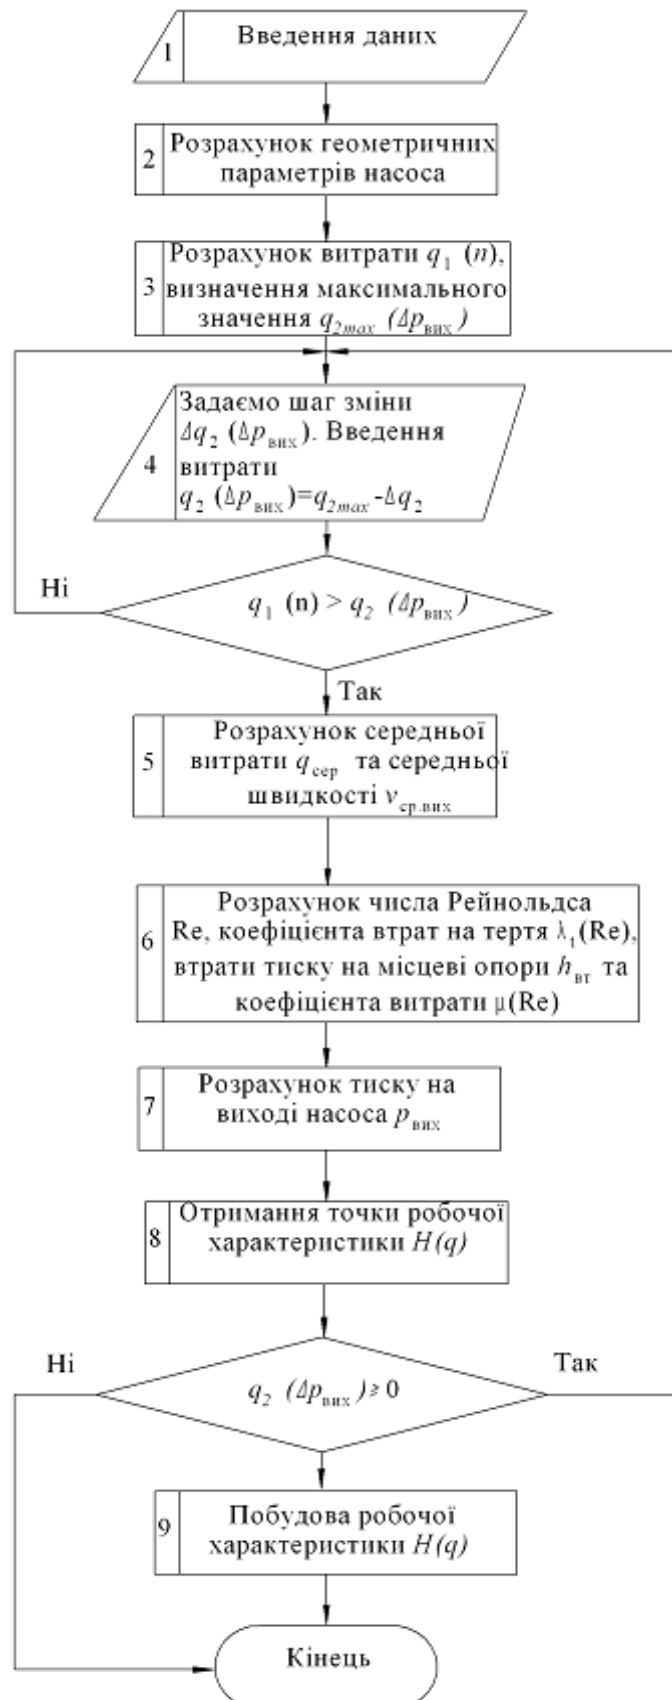 1
Введення даних
2
Розрахунок геометричних
параметрів насоса
3
Розрахунок витрати q₁ (n),
визначення максимального
значення q₂ₘₐₓ (Δpвих)
4
Задаємо шаг зміни
Δq₂ (Δpвих). Введення
витрати
q₂ (Δpвих)=q₂ₘₐₓ-Δq₂
Ні
q₁ (n) > q₂ (Δpвих)
Так
5
Розрахунок середньої
витрати qсер та середньої
швидкості vср.вих
6
Розрахунок числа Рейнольдса
Re, коефіцієнта втрат на тертя λₜ(Re),
втрати тиску на місцеві опори hвт та
коефіцієнта витрати μ(Re)
7
Розрахунок тиску на
виході насоса pвих
8
Отримання точки робочої
характеристики H(q)
Ні
Так
q₂ (Δpвих)≥0
9
Побудова робочої
характеристики H(q)
Кінець